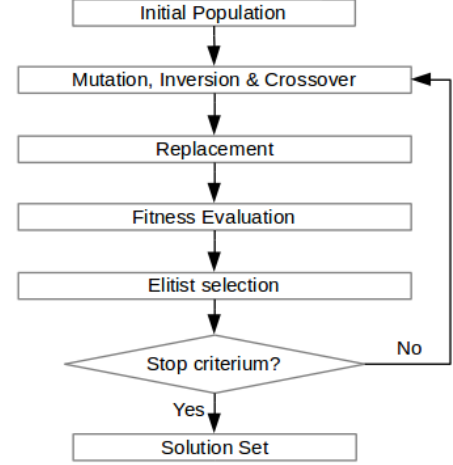 Initial Population
Mutation, Inversion & Crossover
Replacement
Fitness Evaluation
Elitist selection
Stop criterium?
No
Yes
Solution Set